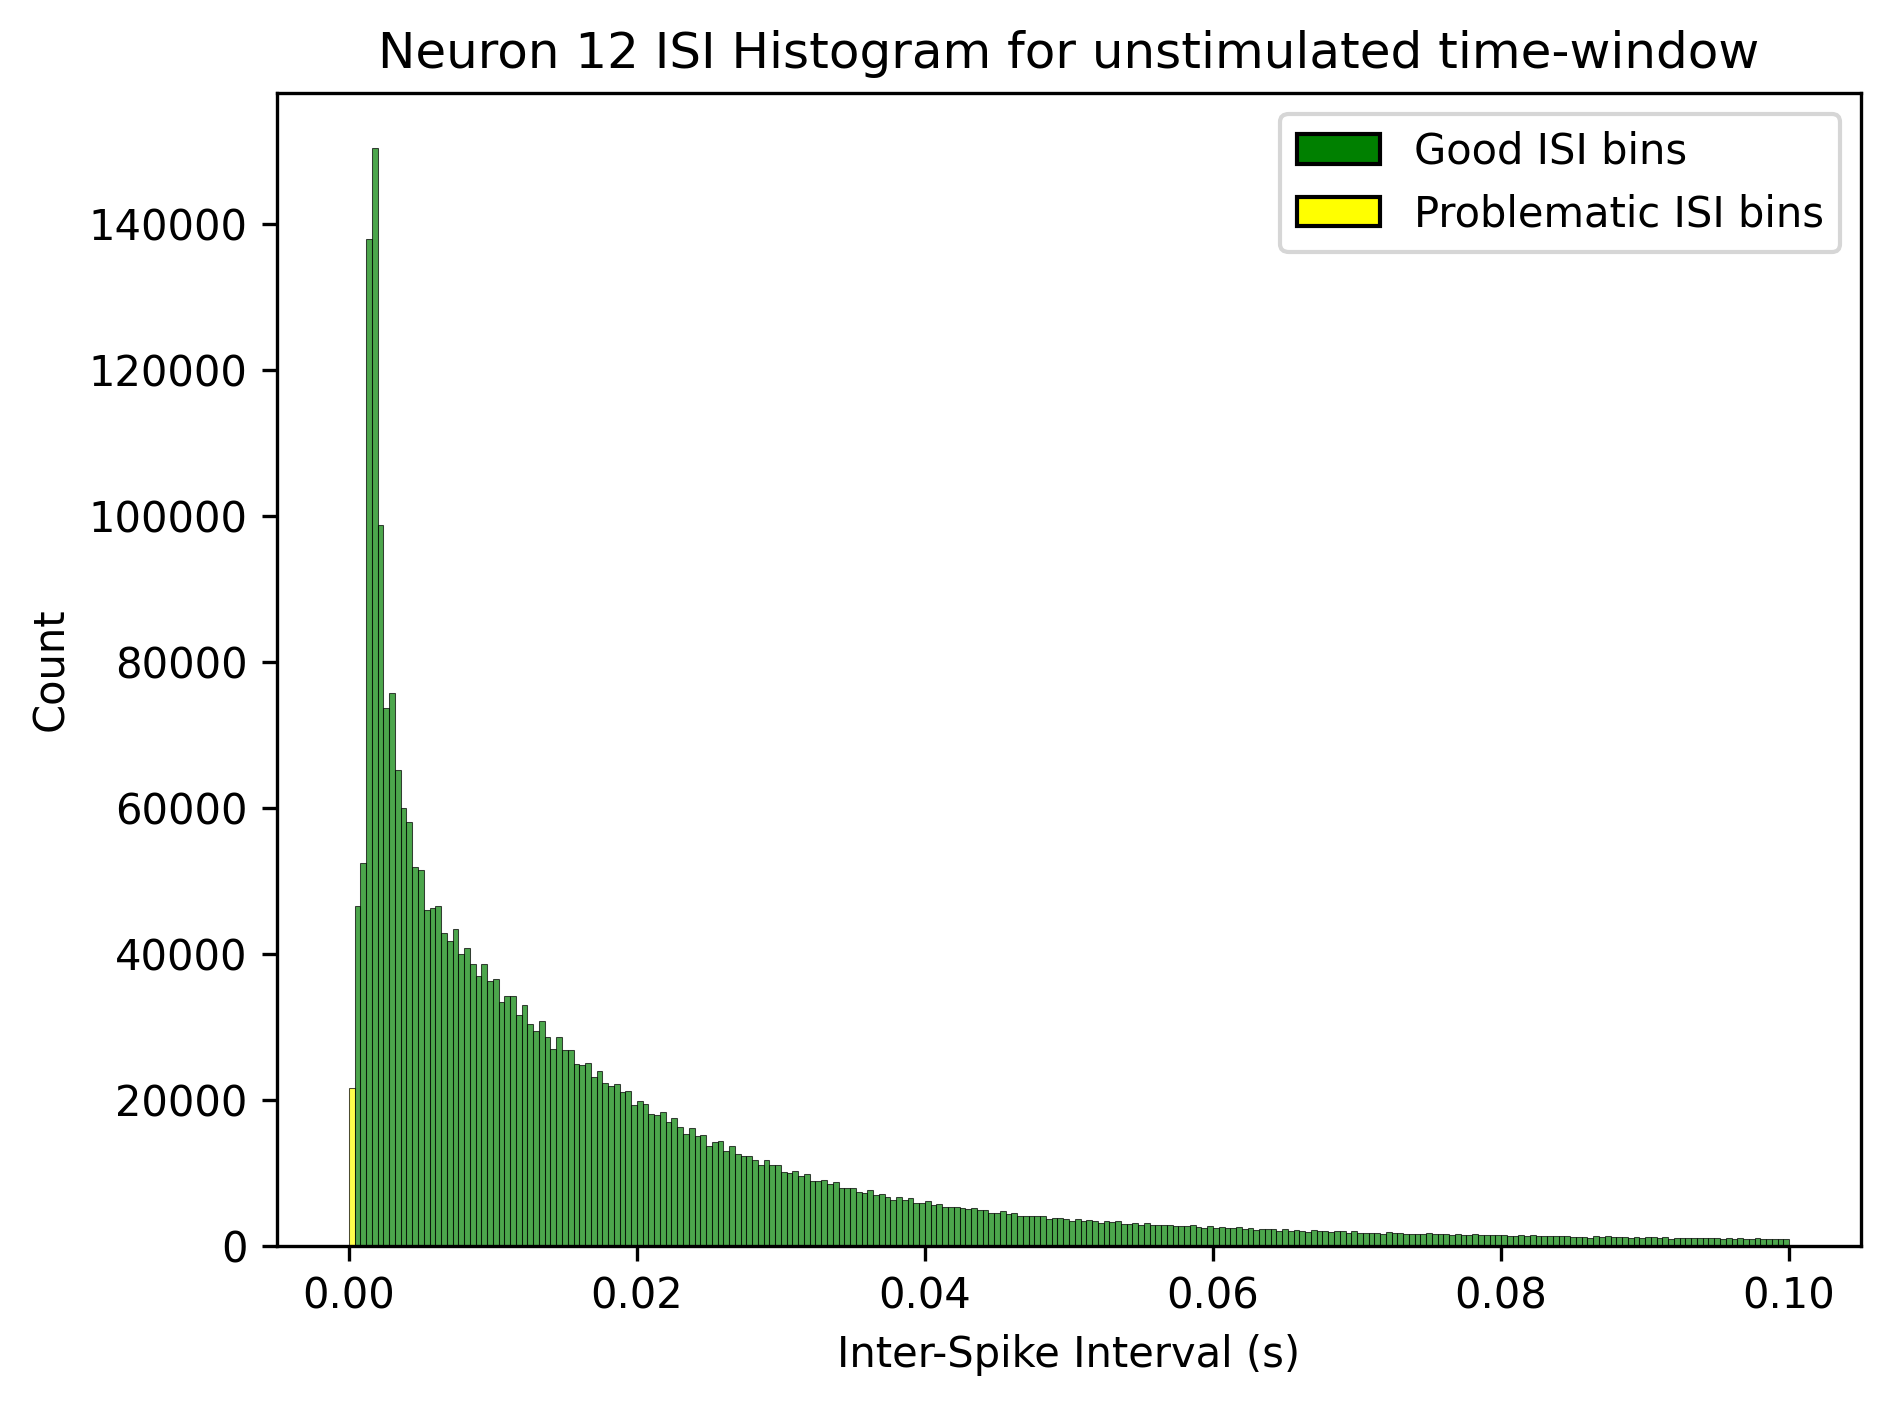 Neuron 12 ISI Histogram for unstimulated time-window
Good ISI bins
Problematic ISI bins
140000
120000
100000
80000
60000
40000
20000
0
Count
0.00 0.02 0.04 0.06 0.08 0.10
Inter-Spike Interval (s)